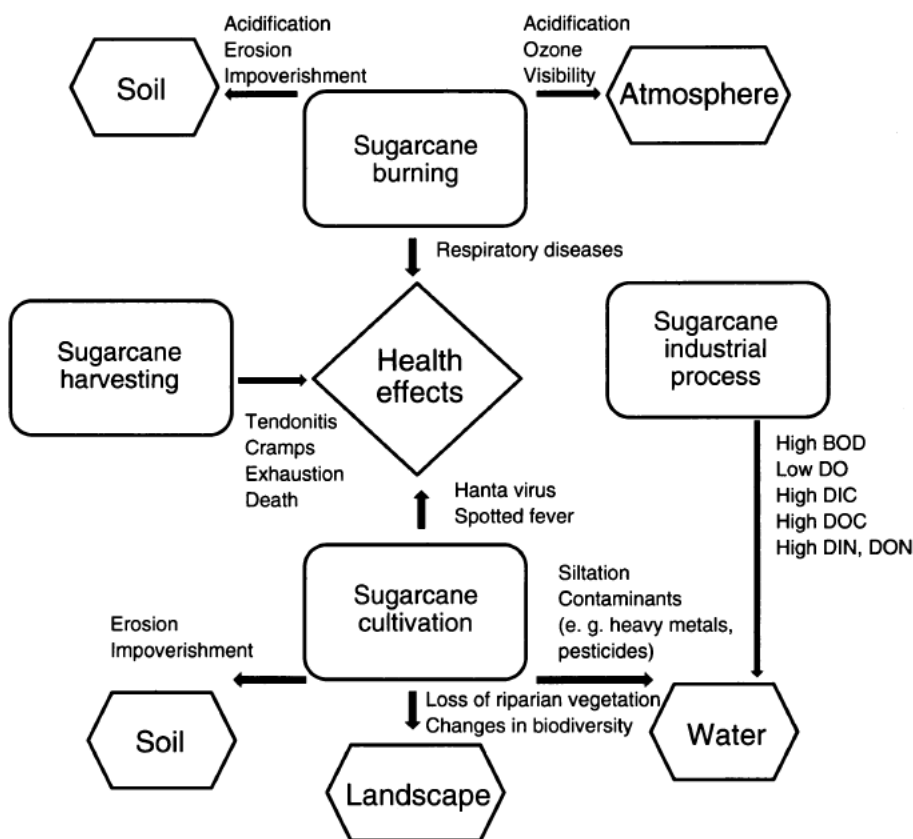 Acidification
Erosion
Impoverishment
Soil
Acidification
Ozone
Visibility
Atmosphere
Sugarcane
burning
Respiratory diseases
Sugarcane
harvesting
Health
effects
Sugarcane
industrial
process
Tendonitis
Cramps
Exhaustion
Death
High BOD
Low DO
High DIC
High DOC
High DIN, DON
Hanta virus
Spotted fever
Sugarcane
cultivation
Siltation
Contaminants
(e. g. heavy metals,
pesticides)
Erosion
Impoverishment
Loss of riparian vegetation
Changes in biodiversity
Soil
Landscape
Water